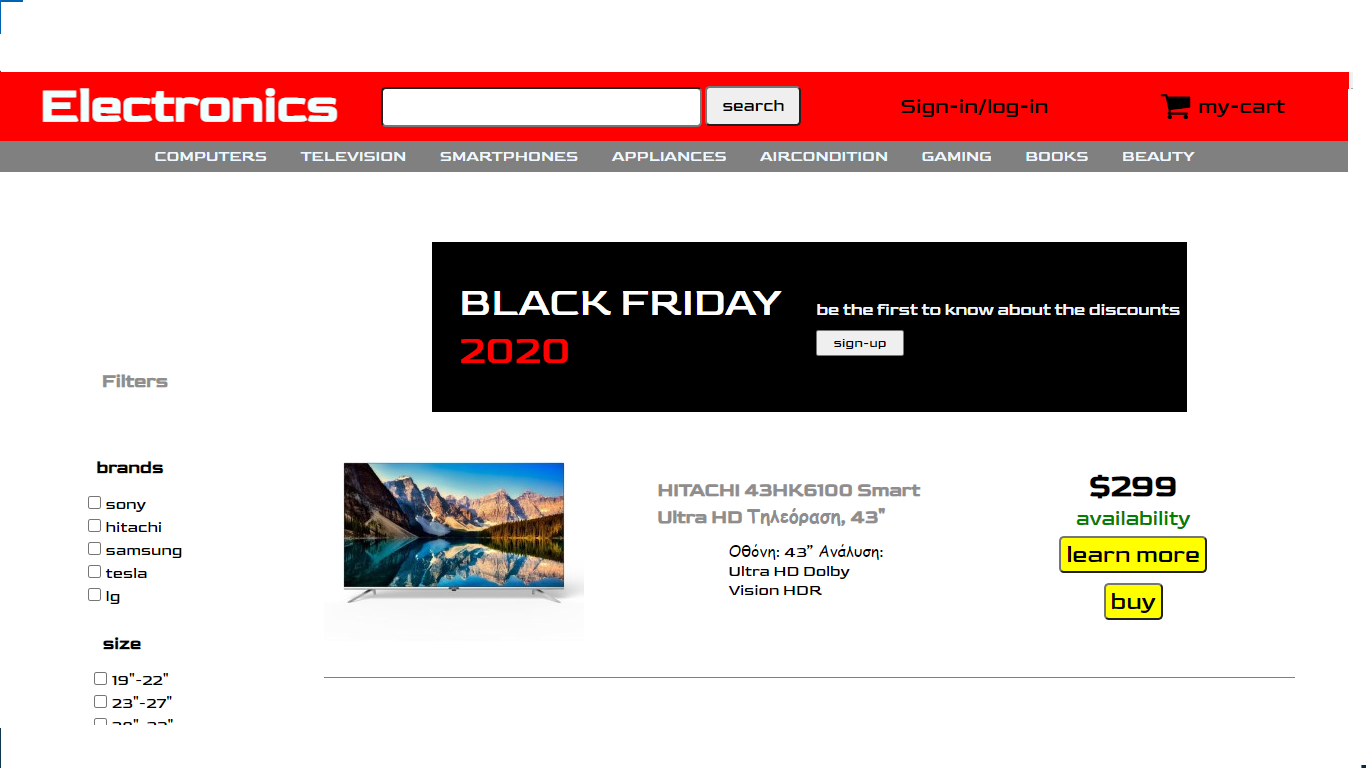 Electronics
search
Sign-in/log-in
my-cart
COMPUTERS TELEVISION SMARTPHONES APPLIANCES AIRCONDITION GAMING BOOKS BEAUTY
BLACK FRIDAY
2020
be the first to know about the discounts
sign-up
Filters
brands
sony
hitachi
samsung
tesla
lg
size
19"-22"
23"-27"
HITACHI 43HK6100 Smart
Ultra HD Τηλεόραση, 43"
Οθόνη: 43” Ανάλυση:
Ultra HD Dolby
Vision HDR
$299
availability
learn more
buy